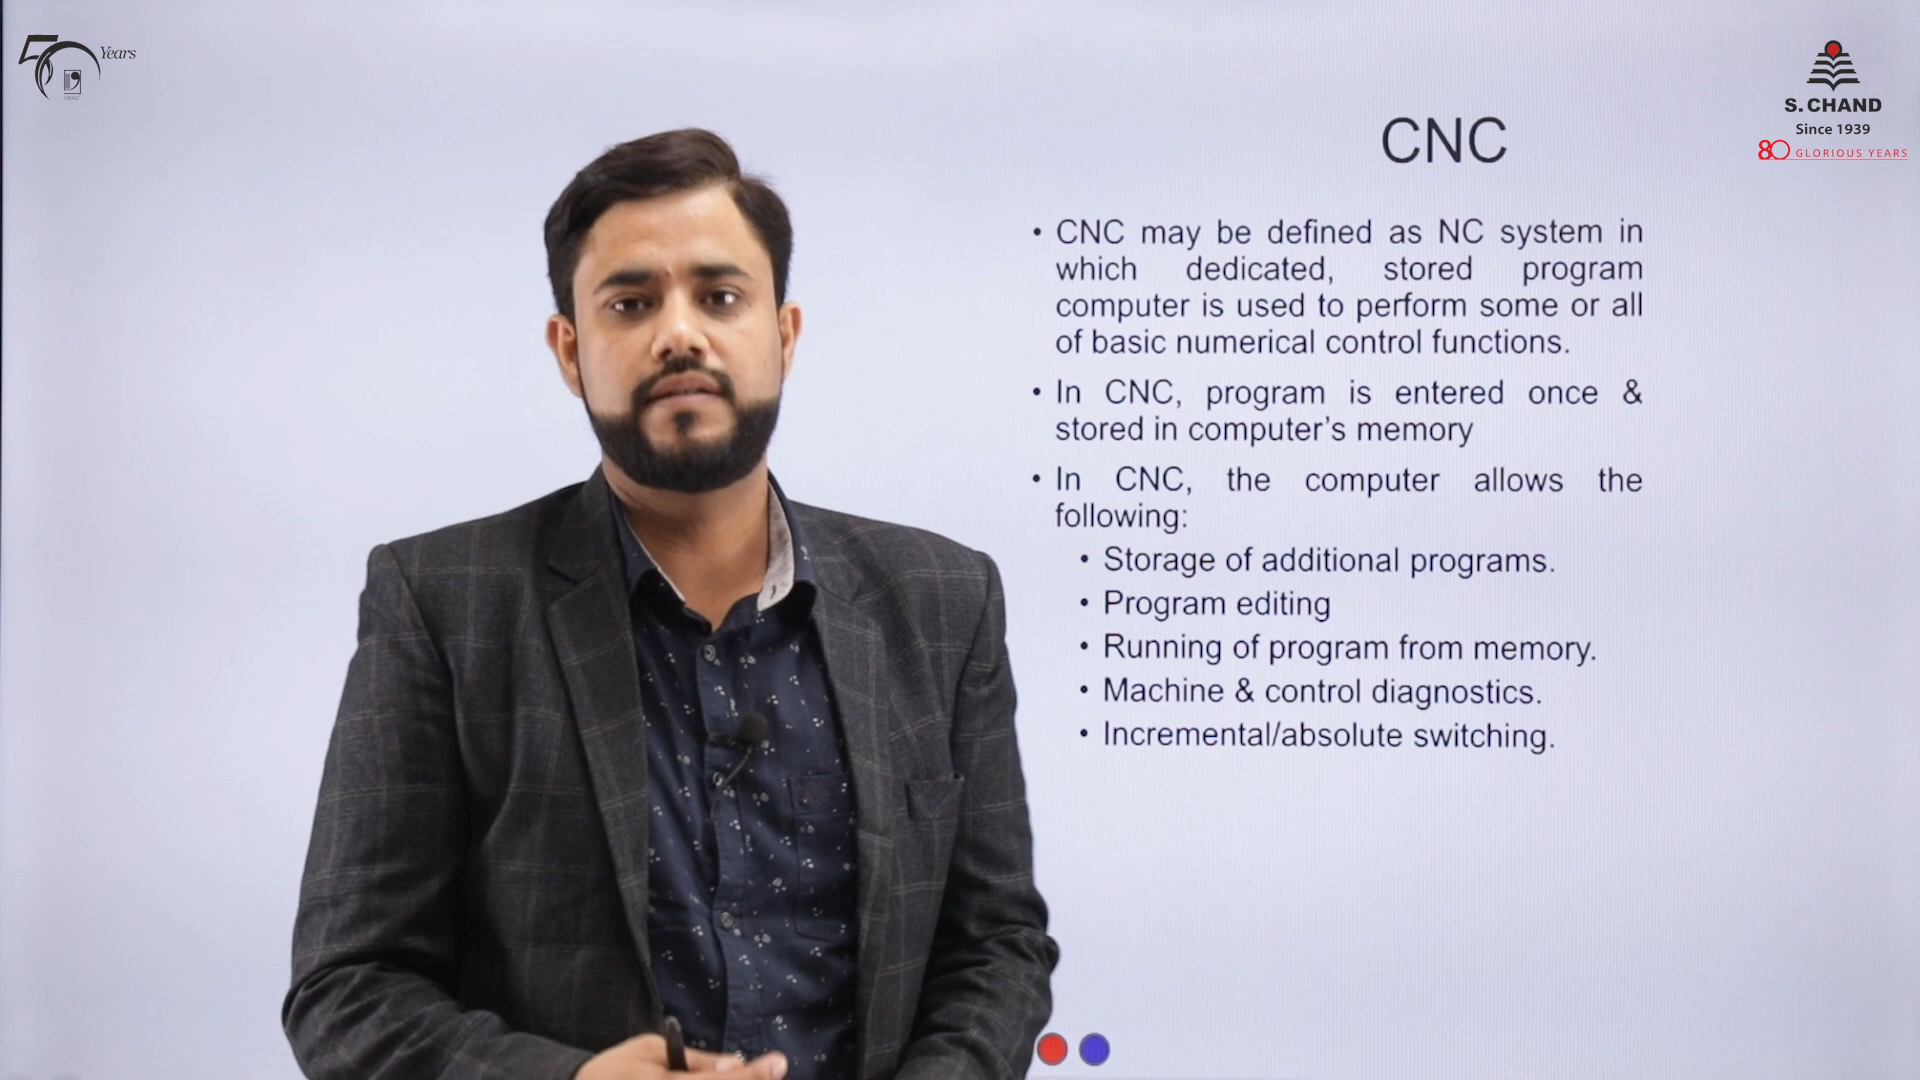 50 Years
VIKAS
S. CHAND
Since 1939
80 GLORIOUS YEARS
CNC
• CNC may be defined as NC system in
which dedicated, stored program
computer is used to perform some or all
of basic numerical control functions.
• In CNC, program is entered once &
stored in computer’s memory
• In CNC, the computer allows the
following:
• Storage of additional programs.
• Program editing
• Running of program from memory.
• Machine & control diagnostics.
• Incremental/absolute switching.